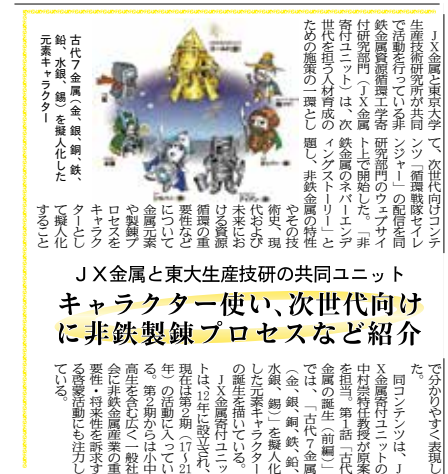 ＪＸ金属と東大生産技研の共同ユニット
キャラクター使い、次世代向け
に非鉄製錬プロセスなど紹介
ＪＸ金属と東京大学
生産技術研究所が共同
で活動を行っている非
鉄金属資源循環工学寄
付研究部門（ＪＸ金属
寄付ユニット）は、次
世代を担う人材育成の
ための施策の一環とし
て、次世代向けコンテ
ンツ「循環戦隊セイレ
ンジャー」の配信を同
研究部門のウェブサイ
ト上で開始した。「非
鉄金属のネバーエンデ
ィングストーリー」と
題し、非鉄金属の特性
やその技
術史、現
代および
未来にお
ける資源
循環の重
要性など
について
金属元素
や製錬プ
ロセスを
キャラク
ターとし
て擬人化
すること
で分かりやすく表現し
た。
同コンテンツは、Ｊ
Ｘ金属寄付ユニットの
中村崇特任教授が原案
を担当。第１話「古代
金属の誕生（前編）」
では、「古代７金属
（金、銀、銅、鉄、鉛、
水銀、錫）」を擬人化
した元素キャラクター
の誕生を描いている。
ＪＸ金属寄付ユニッ
トは、12年に設立され、
現在は第２期（17～21
年）の活動に入ってい
る。第２期からは小中
高生を含む広く一般社
会に非鉄金属産業の重
要性・将来性を訴求す
る啓蒙活動にも注力し
ている。
古代７金属（金、銀、銅、鉄、
鉛、水銀、錫）を擬人化した
元素キャラクター